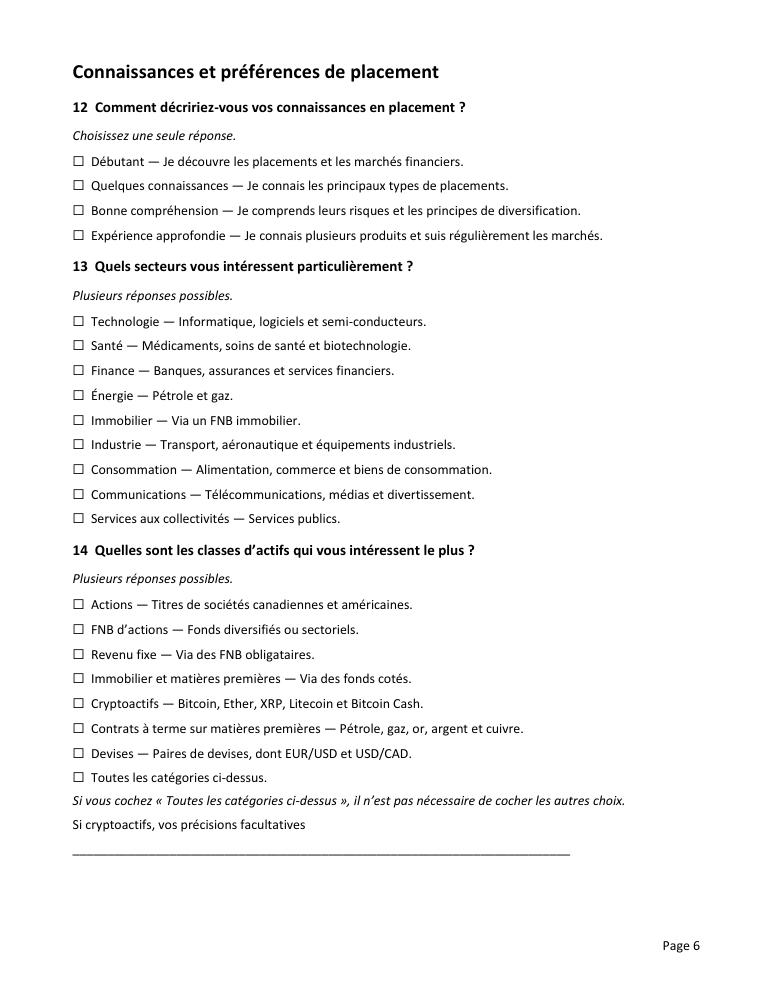 Connaissances et préférences de placement
12 Comment décririez-vous vos connaissances en placement ?
Choisissez une seule réponse.
☐ Débutant — Je découvre les placements et les marchés financiers.
☐ Quelques connaissances — Je connais les principaux types de placements.
☐ Bonne compréhension — Je comprends leurs risques et les principes de diversification.
☐ Expérience approfondie — Je connais plusieurs produits et suis régulièrement les marchés.
13 Quels secteurs vous intéressent particulièrement ?
Plusieurs réponses possibles.
☐ Technologie — Informatique, logiciels et semi-conducteurs.
☐ Santé — Médicaments, soins de santé et biotechnologie.
☐ Finance — Banques, assurances et services financiers.
☐ Énergie — Pétrole et gaz.
☐ Immobilier — Via un FNB immobilier.
☐ Industrie — Transport, aéronautique et équipements industriels.
☐ Consommation — Alimentation, commerce et biens de consommation.
☐ Communications — Télécommunications, médias et divertissement.
☐ Services aux collectivités — Services publics.
14 Quelles sont les classes d’actifs qui vous intéressent le plus ?
Plusieurs réponses possibles.
☐ Actions — Titres de sociétés canadiennes et américaines.
☐ FNB d’actions — Fonds diversifiés ou sectoriels.
☐ Revenu fixe — Via des FNB obligataires.
☐ Immobilier et matières premières — Via des fonds cotés.
☐ Cryptoactifs — Bitcoin, Ether, XRP, Litecoin et Bitcoin Cash.
☐ Contrats à terme sur matières premières — Pétrole, gaz, or, argent et cuivre.
☐ Devises — Paires de devises, dont EUR/USD et USD/CAD.
☐ Toutes les catégories ci-dessus.
Si vous cochez « Toutes les catégories ci-dessus », il n’est pas nécessaire de cocher les autres choix.
Si cryptoactifs, vos précisions facultatives
Page 6